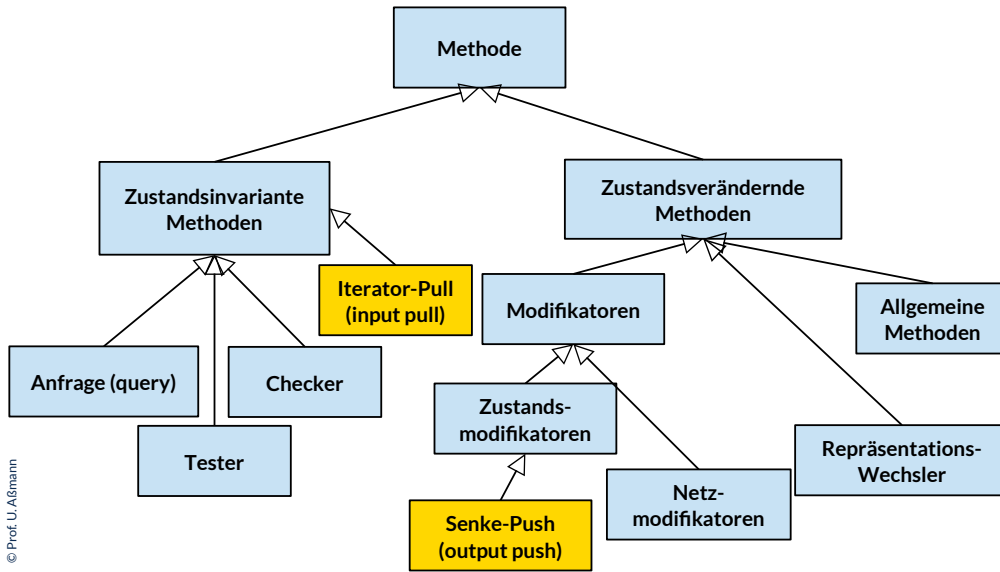 Methode
Zustandsinvariante
Methoden
Zustandsverändernde
Methoden
Iterator-Pull
(input pull)
Modifikatoren
Allgemeine
Methoden
Anfrage (query)
Checker
Tester
Zustands-
modifikatoren
Repräsentations-
Wechsler
Netz-
modifikatoren
Senke-Push
(output push)
© Prof. U. Aßmann